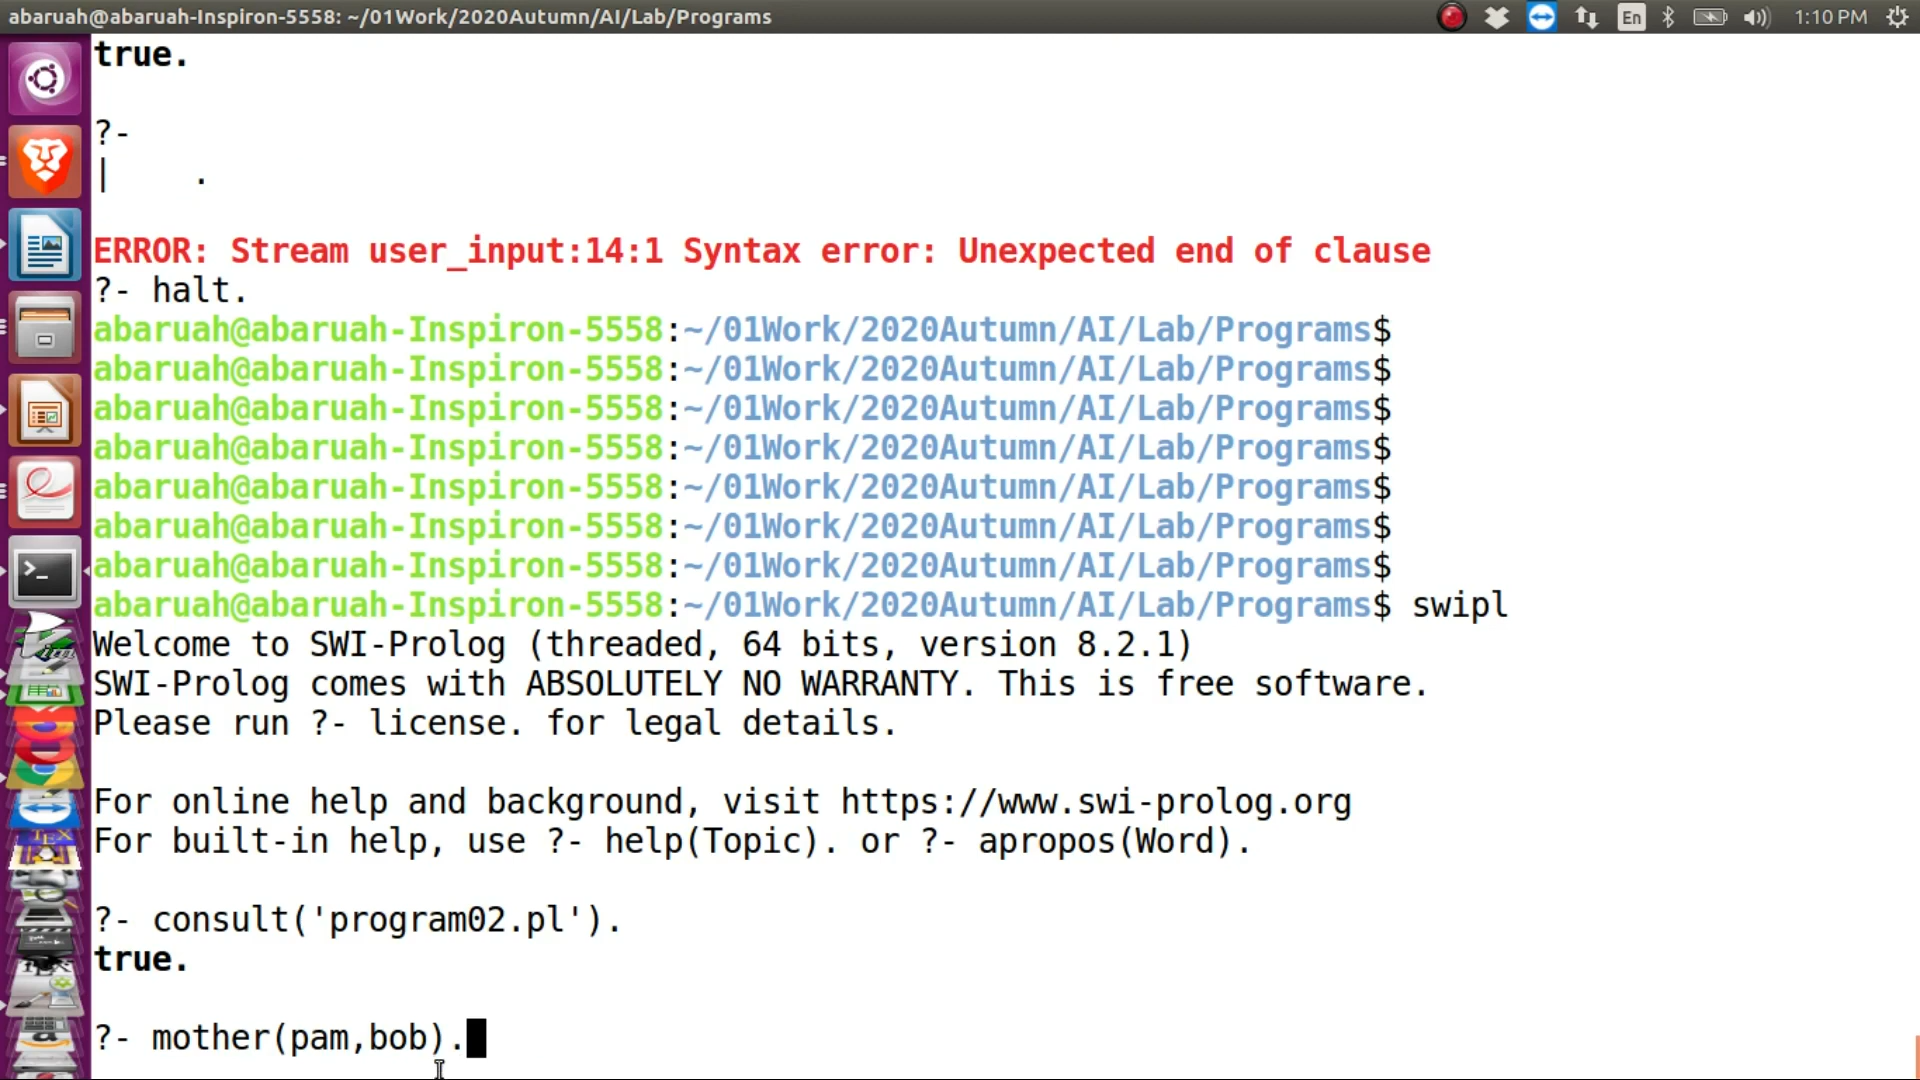 abaruah@abaruah-Inspiron-5558: ~/01Work/2020Autumn/AI/Lab/Programs
En
1:10 PM
true.
?-
|    .
ERROR: Stream user_input:14:1 Syntax error: Unexpected end of clause
?- halt.
abaruah@abaruah-Inspiron-5558:~/01Work/2020Autumn/AI/Lab/Programs$
abaruah@abaruah-Inspiron-5558:~/01Work/2020Autumn/AI/Lab/Programs$
abaruah@abaruah-Inspiron-5558:~/01Work/2020Autumn/AI/Lab/Programs$
abaruah@abaruah-Inspiron-5558:~/01Work/2020Autumn/AI/Lab/Programs$
abaruah@abaruah-Inspiron-5558:~/01Work/2020Autumn/AI/Lab/Programs$
abaruah@abaruah-Inspiron-5558:~/01Work/2020Autumn/AI/Lab/Programs$
abaruah@abaruah-Inspiron-5558:~/01Work/2020Autumn/AI/Lab/Programs$
abaruah@abaruah-Inspiron-5558:~/01Work/2020Autumn/AI/Lab/Programs$ swipl
Welcome to SWI-Prolog (threaded, 64 bits, version 8.2.1)
SWI-Prolog comes with ABSOLUTELY NO WARRANTY. This is free software.
Please run ?- license. for legal details.
For online help and background, visit https://www.swi-prolog.org
For built-in help, use ?- help(Topic). or ?- apropos(Word).
?- consult('program02.pl').
true.
?- mother(pam,bob).